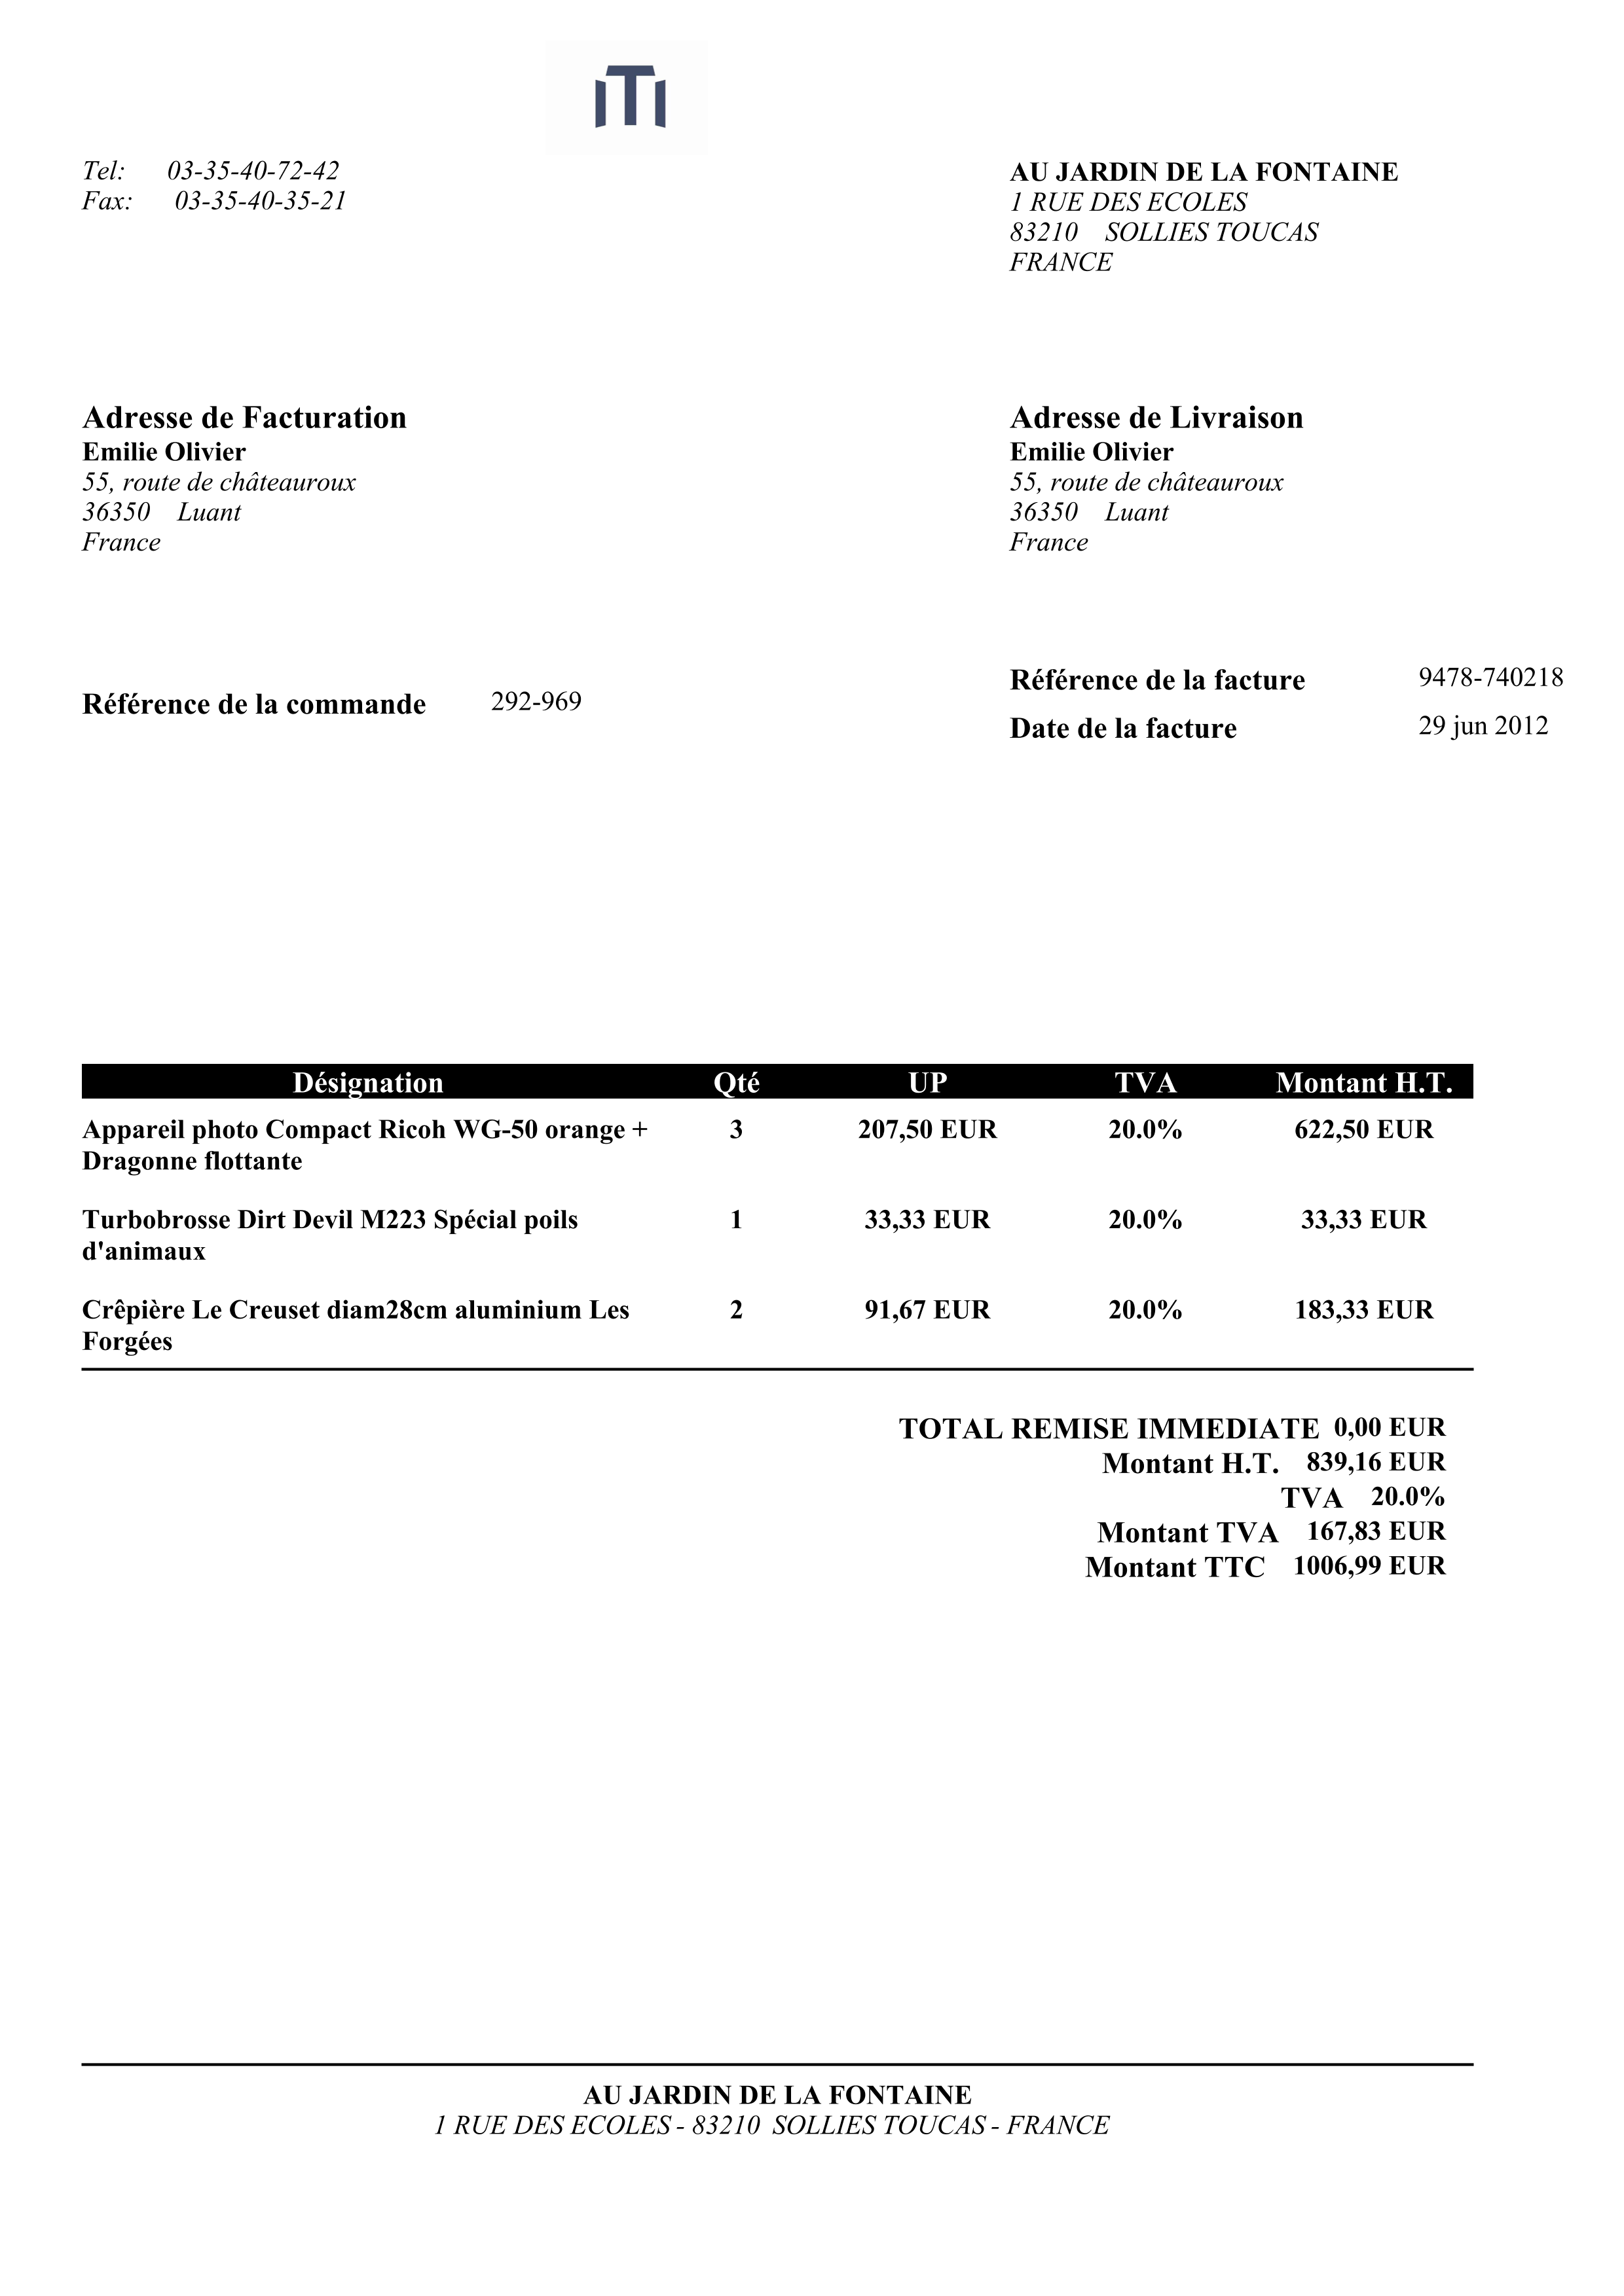 Tel: 03-35-40-72-42
Fax: 03-35-40-35-21
AU JARDIN DE LA FONTAINE
1 RUE DES ECOLES
83210 SOLLIES TOUCAS
FRANCE
Adresse de Facturation
Emilie Olivier
55, route de châteauroux
36350 Luant
France
Adresse de Livraison
Emilie Olivier
55, route de châteauroux
36350 Luant
France
Référence de la commande 292-969
Référence de la facture 9478-740218
Date de la facture 29 jun 2012
Désignation Qté UP TVA Montant H.T.
Appareil photo Compact Ricoh WG-50 orange + 3 207,50 EUR 20.0% 622,50 EUR
Dragonne flottante
Turbobrosse Dirt Devil M223 Spécial poils 1 33,33 EUR 20.0% 33,33 EUR
d'animaux
Crêpière Le Creuset diam28cm aluminium Les 2 91,67 EUR 20.0% 183,33 EUR
Forgées
TOTAL REMISE IMMEDIATE 0,00 EUR
Montant H.T. 839,16 EUR
TVA 20.0%
Montant TVA 167,83 EUR
Montant TTC 1006,99 EUR
AU JARDIN DE LA FONTAINE
1 RUE DES ECOLES - 83210 SOLLIES TOUCAS - FRANCE